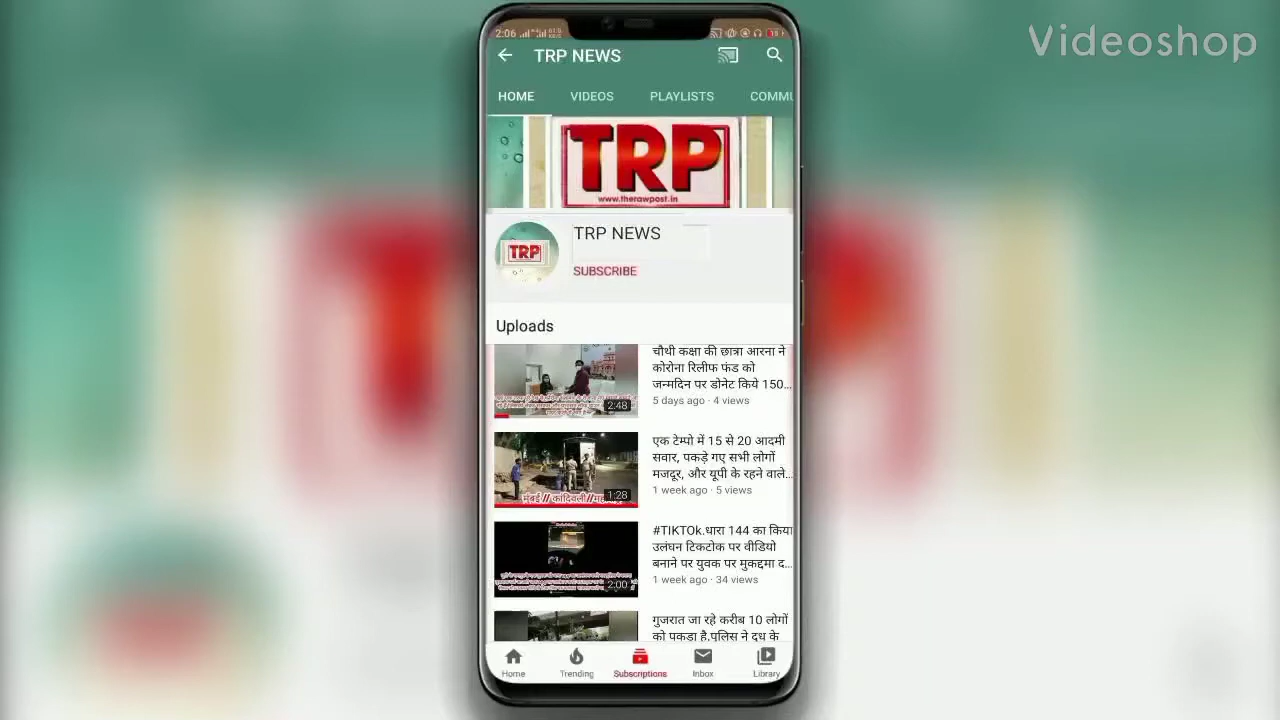 Videoshop
2:06
TRP NEWS
HOME VIDEOS PLAYLISTS COMMU
TRP
www.therawpost.in
TRP
TRP NEWS
SUBSCRIBE
Uploads
चौथी कक्षा की छात्रा आरना ने
कोरोना रिलीफ फंड को
जन्मदिन पर डोनेट किये 150...
5 days ago · 4 views
2:48
एक टेम्पो में 15 से 20 आदमी
सवार, पकड़े गए सभी लोगों
मजदूर, और यूपी के रहने वाले...
1 week ago · 5 views
1:28
मुंबई // कांदिवली//
#TIKTOk.धारा 144 का किया
उलंघन टिकटोक पर वीडियो
बनाने पर युवक पर मुकद्दमा द...
1 week ago · 34 views
2:00
गुजरात जा रहे करीब 10 लोगों
को पकड़ा है.पुलिस ने दूध के
Home Trending Subscriptions Inbox Library